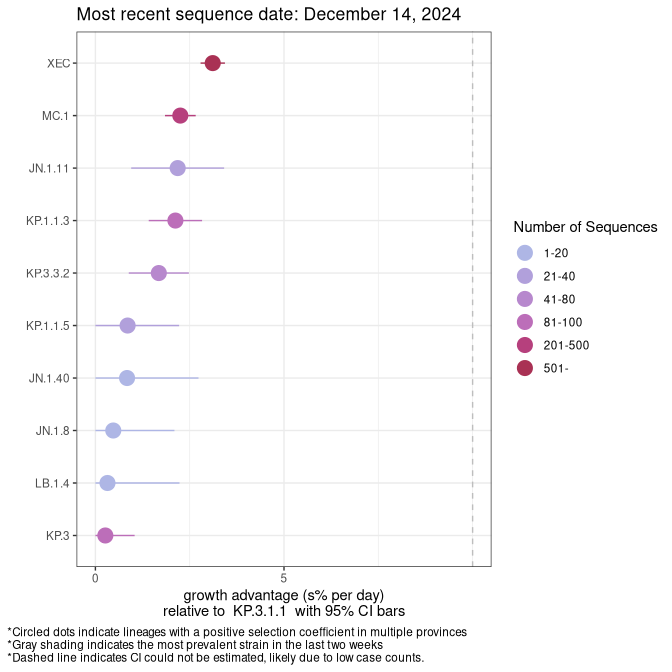 Most recent sequence date: December 14, 2024
XEC
MC.1
JN.1.11
KP.1.1.3
KP.3.3.2
KP.1.1.5
JN.1.40
JN.1.8
LB.1.4
KP.3
0 5
growth advantage (s% per day)
relative to KP.3.1.1 with 95% CI bars
Number of Sequences
1-20
21-40
41-80
81-100
201-500
501-
*Circled dots indicate lineages with a positive selection coefficient in multiple provinces
*Gray shading indicates the most prevalent strain in the last two weeks
*Dashed line indicates CI could not be estimated, likely due to low case counts.